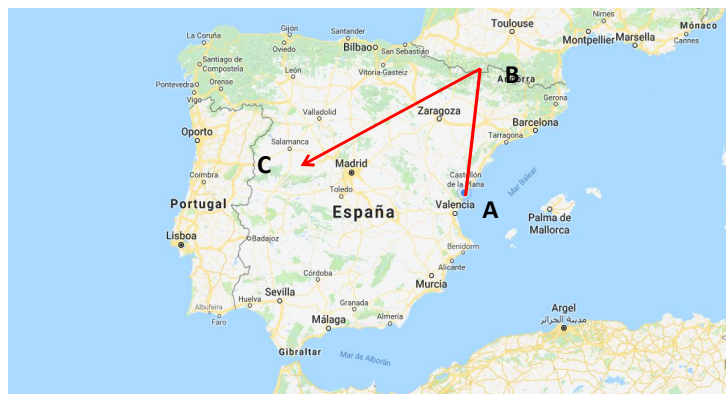 Toulouse
Nimes
Mónaco
Montpellier
Marsella
Cannes
La Coruña
Gijón
Oviedo
Santander
Bilbao
San Sebastián
Vitoria-Gasteiz
Santiago de
Compostela
León
Pontevedra
Orense
Vigo
B
Andorra
Gerona
Valladolid
Zaragoza
Barcelona
Tarragona
Oporto
Salamanca
C
Madrid
Coimbra
Castellón
de la Plana
Mar Balear
Toledo
Portugal
España
Valencia
A
Palma de
Mallorca
Lisboa
Badajoz
Benidorm
Alicante
Córdoba
Murcia
Sevilla
Huelva
Albufeira
Faro
Granada
Almería
Málaga
Argel
مدينة الجزائر
Gibraltar
Mar de Alborán